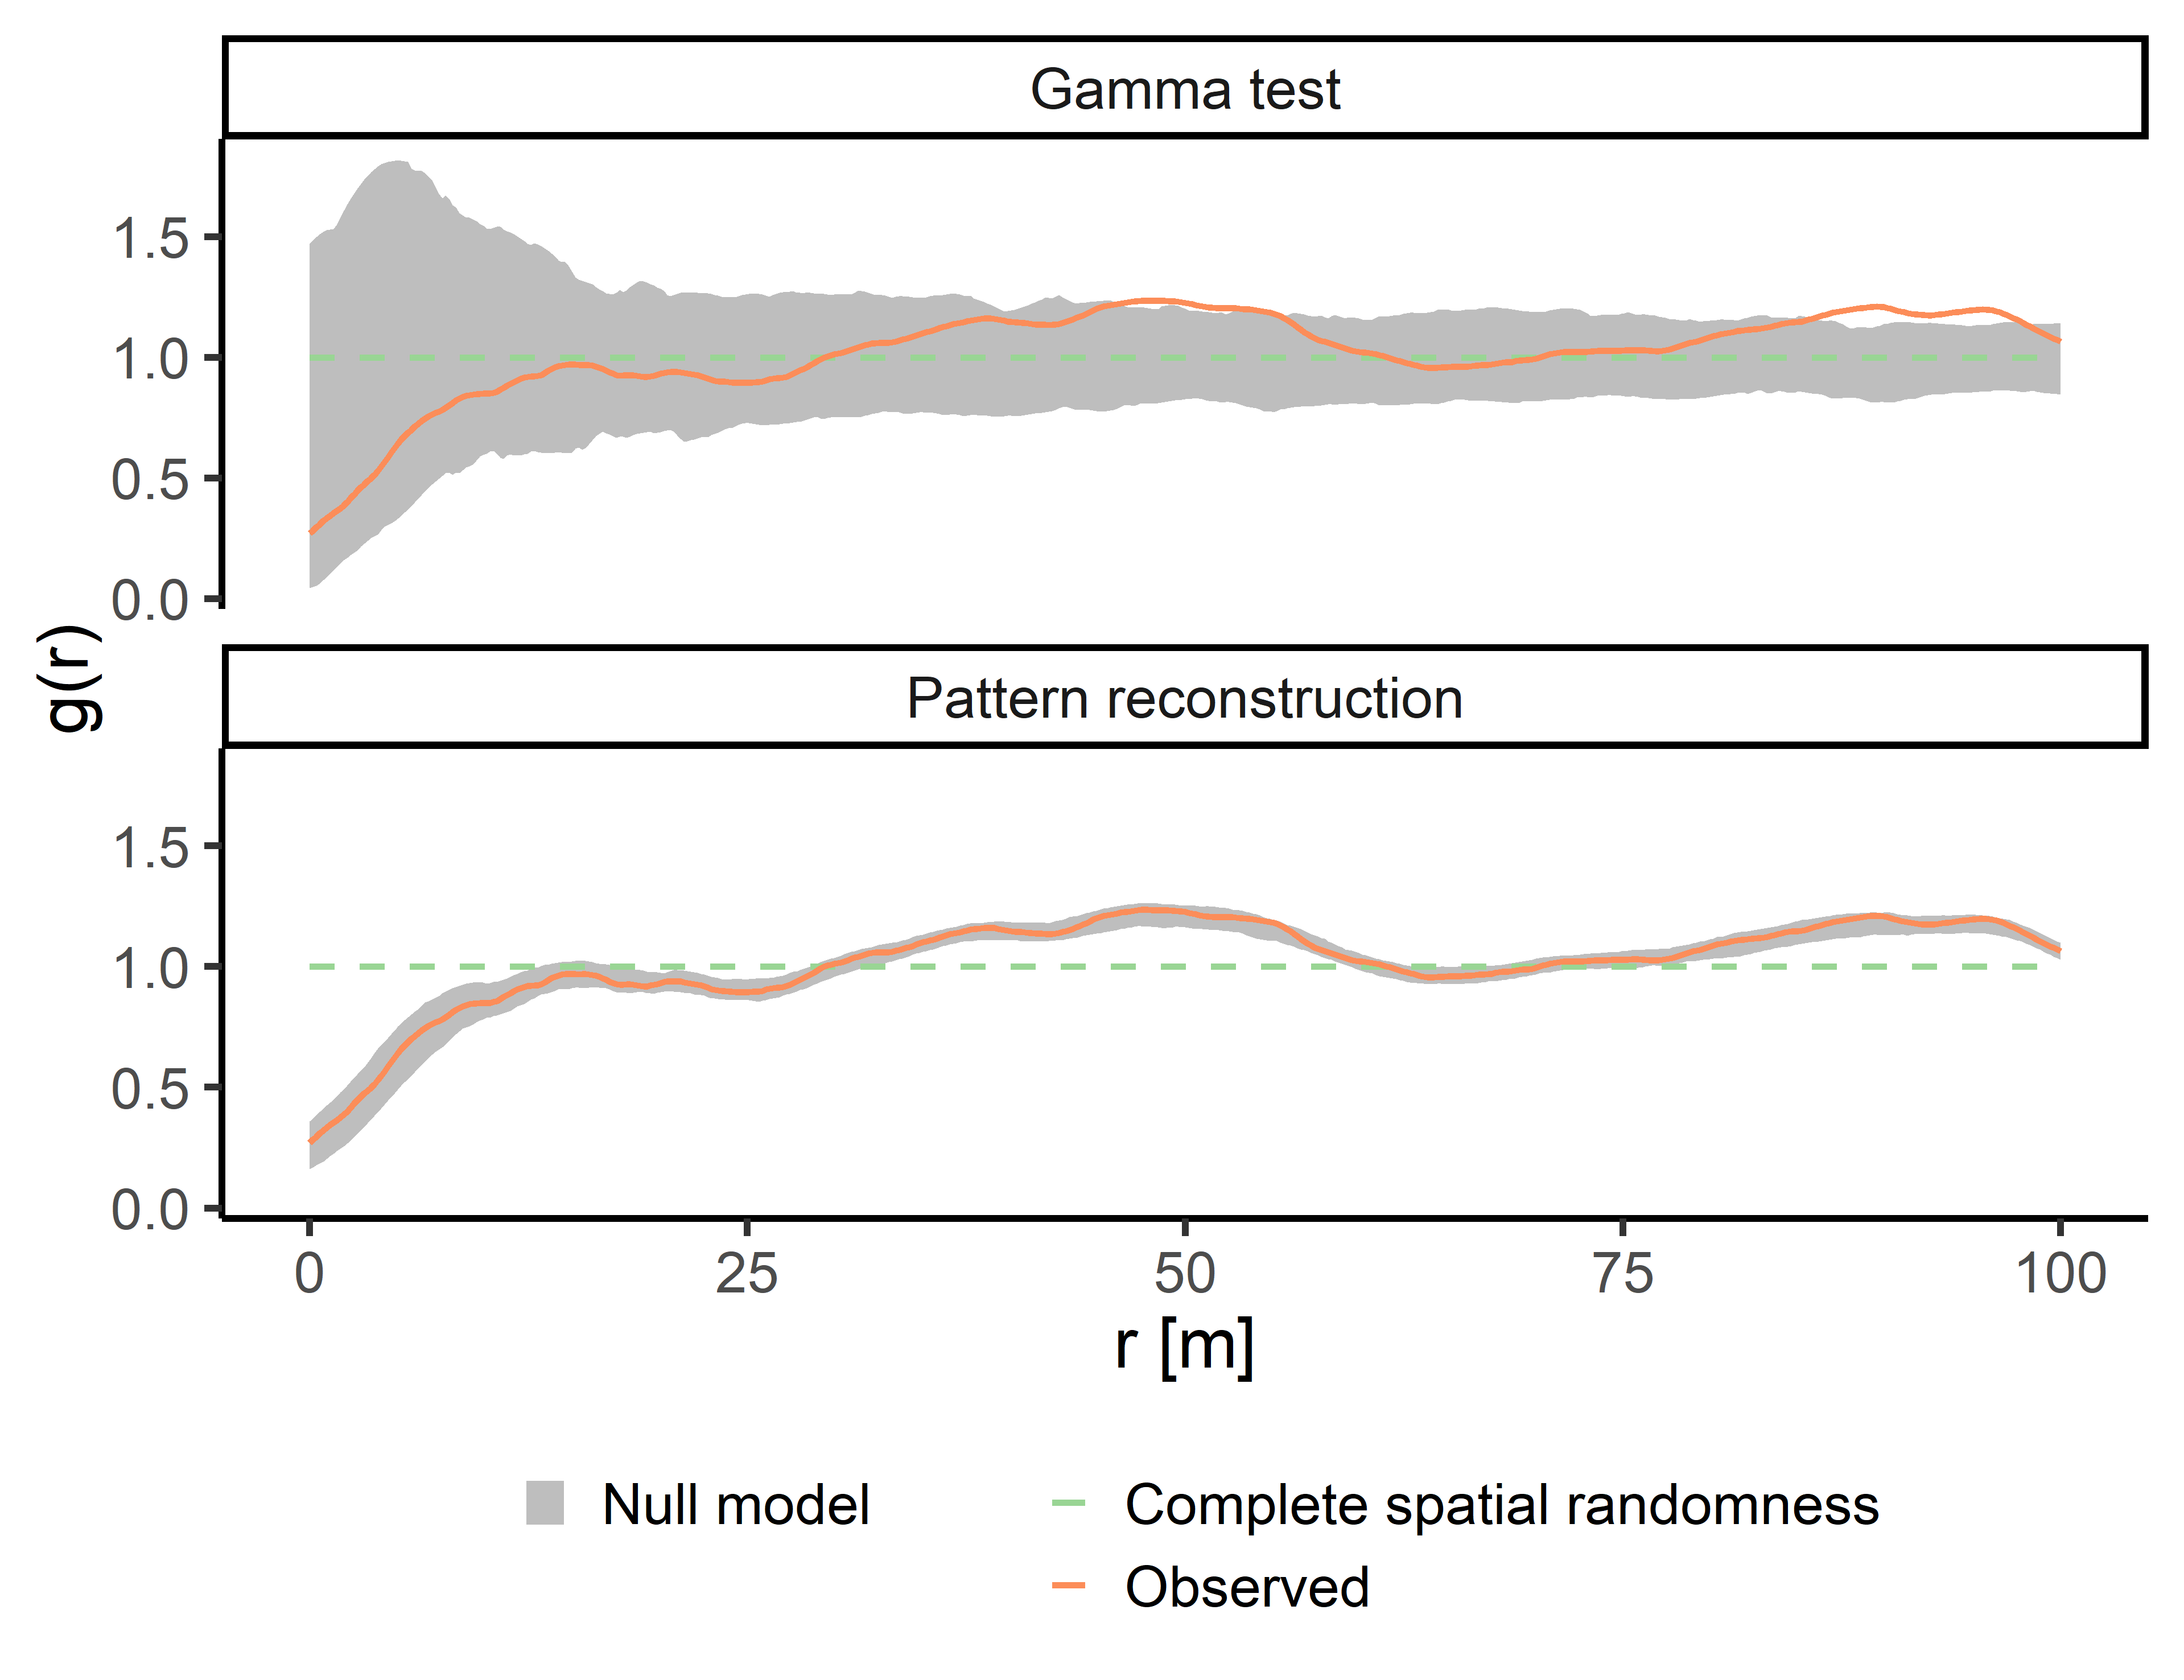 Gamma test
1.5
1.0
0.5
0.0
g(r)
Pattern reconstruction
1.5
1.0
0.5
0.0
0 25 50 75 100
r [m]
Null model
Complete spatial randomness
Observed